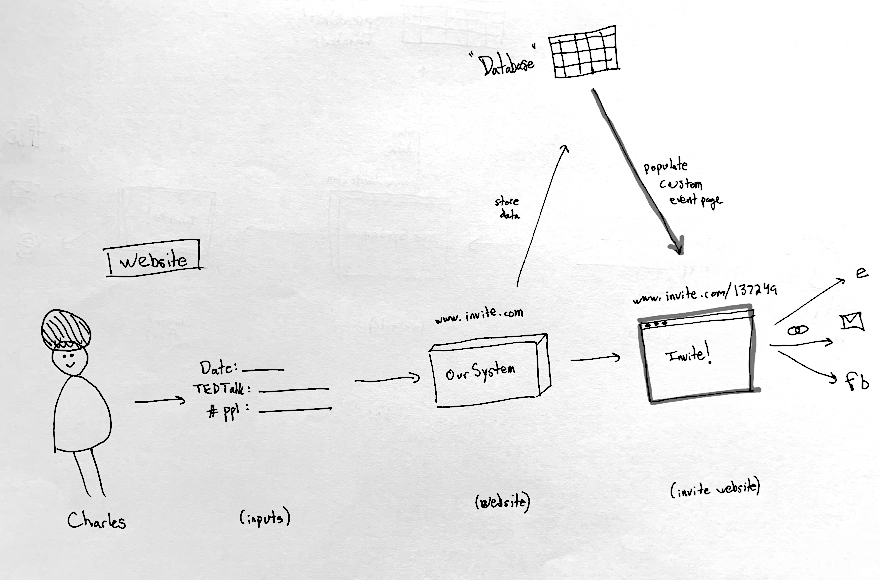 "Database"
populate
custom
event page
store
data
Website
www.invite.com/137249
www.invite.com
e
Invite!
Our System
Date:
TEDTalk:
# ppl:
fb
(website)
(invite website)
Charles
(inputs)